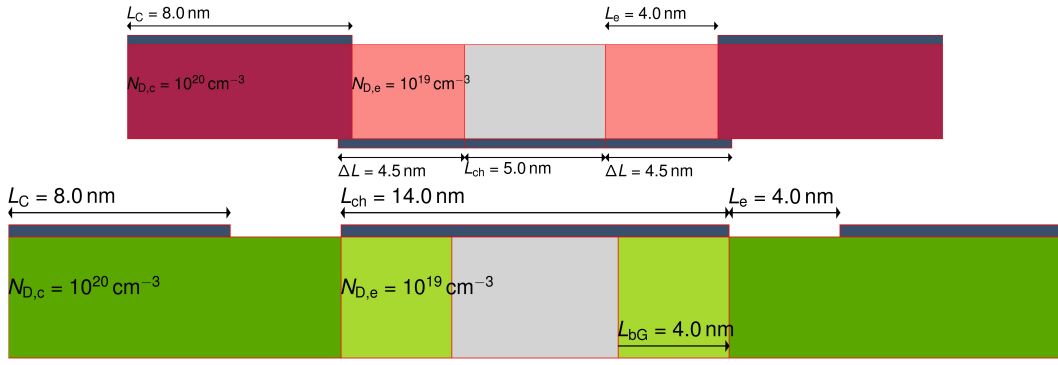 L_C = 8.0 nm
L_e = 4.0 nm
N_D,c = 10^20 cm^−3
N_D,e = 10^19 cm^−3
ΔL = 4.5 nm
L_ch = 5.0 nm
ΔL = 4.5 nm
L_C = 8.0 nm
L_ch = 14.0 nm
L_e = 4.0 nm
N_D,c = 10^20 cm^−3
N_D,e = 10^19 cm^−3
L_bG = 4.0 nm